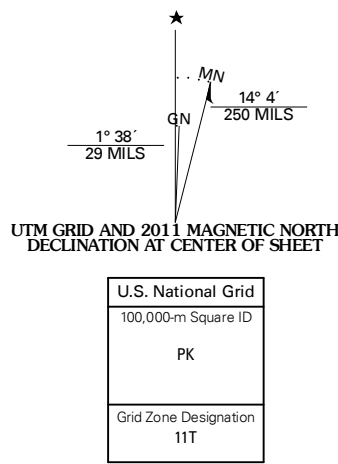 MN
14° 4´
250 MILS
GN
1° 38´
29 MILS
UTM GRID AND 2011 MAGNETIC NORTH
DECLINATION AT CENTER OF SHEET
U.S. National Grid
100,000-m Square ID
PK
Grid Zone Designation
11T